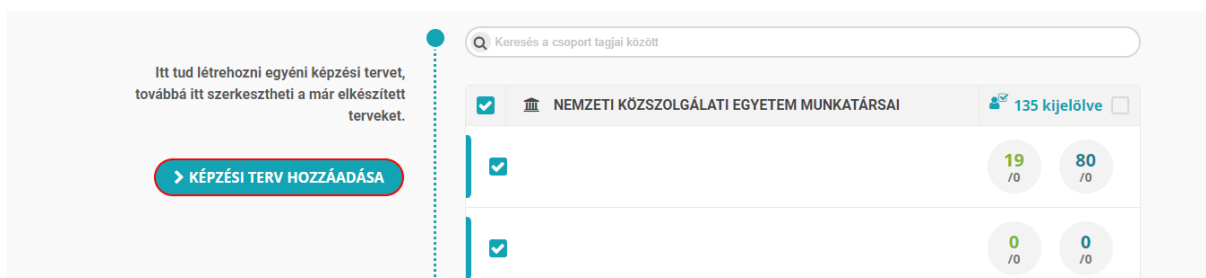 Keresés a csoport tagjai között
Itt tud létrehozni egyéni képzési tervet,
továbbá itt szerkesztheti a már elkészített
terveket.
KÉPZÉSI TERV HOZZÁADÁSA
NEMZETI KÖZSZOLGÁLATI EGYETEM MUNKATÁRSAI
135 kijelölve
19
/0
80
/0
0
/0
0
/0